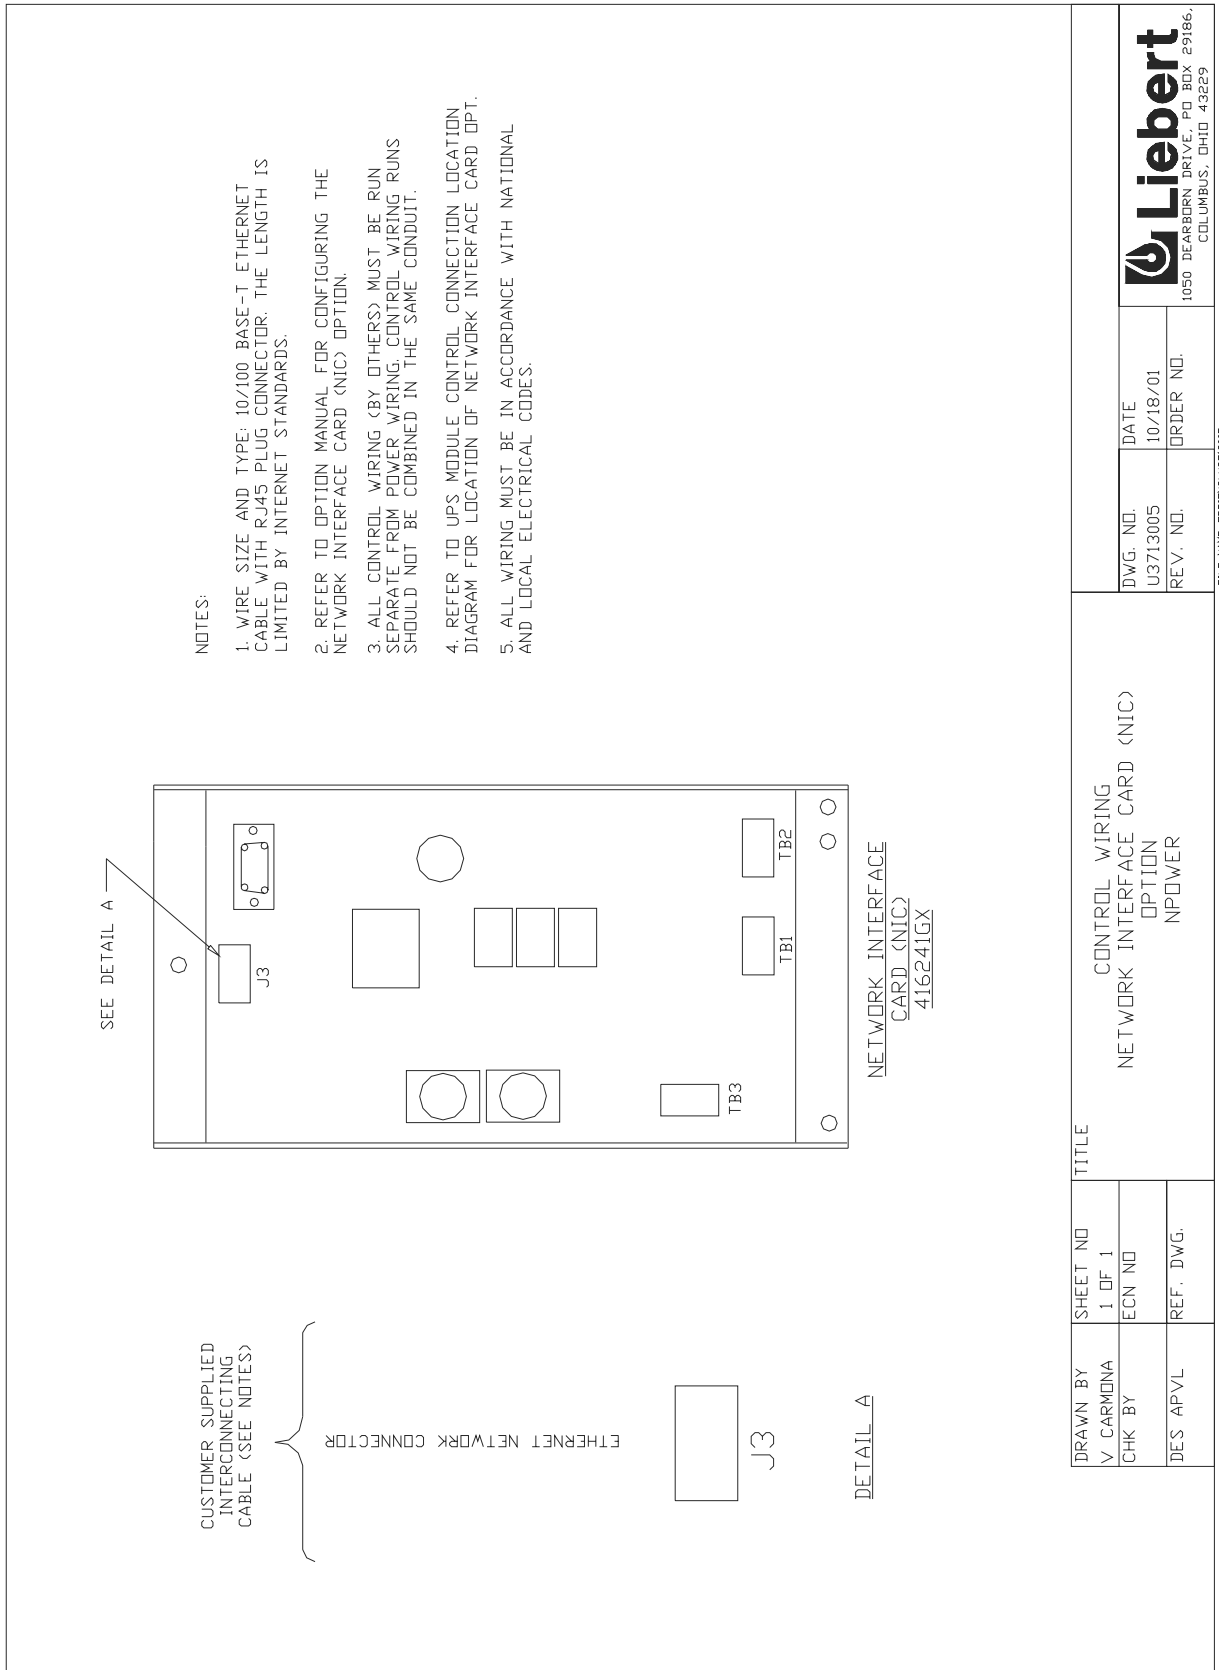 CUSTOMER SUPPLIED
INTERCONNECTING
CABLE (SEE NOTES)
ETHERNET NETWORK CONNECTOR
J3
DETAIL A
SEE DETAIL A
J3
TB3
TB1
TB2
NETWORK INTERFACE
CARD (NIC)
416241GX
NOTES:
1. WIRE SIZE AND TYPE: 10/100 BASE-T ETHERNET
CABLE WITH RJ45 PLUG CONNECTOR. THE LENGTH IS
LIMITED BY INTERNET STANDARDS.
2. REFER TO OPTION MANUAL FOR CONFIGURING THE
NETWORK INTERFACE CARD (NIC) OPTION.
3. ALL CONTROL WIRING (BY OTHERS) MUST BE RUN
SEPARATE FROM POWER WIRING. CONTROL WIRING RUNS
SHOULD NOT BE COMBINED IN THE SAME CONDUIT.
4. REFER TO UPS MODULE CONTROL CONNECTION LOCATION
DIAGRAM FOR LOCATION OF NETWORK INTERFACE CARD OPT.
5. ALL WIRING MUST BE IN ACCORDANCE WITH NATIONAL
AND LOCAL ELECTRICAL CODES.
DRAWN BY
V CARMONA
CHK BY
DES APVL
SHEET NO
1 OF 1
ECN NO
REF. DWG.
TITLE
CONTROL WIRING
NETWORK INTERFACE CARD (NIC)
OPTION
NPOWER
DWG. NO.
U3713005
REV. NO.
DATE
10/18/01
ORDER NO.
Liebert
1050 DEARBORN DRIVE, PO BOX 29186,
COLUMBUS, OHIO 43229